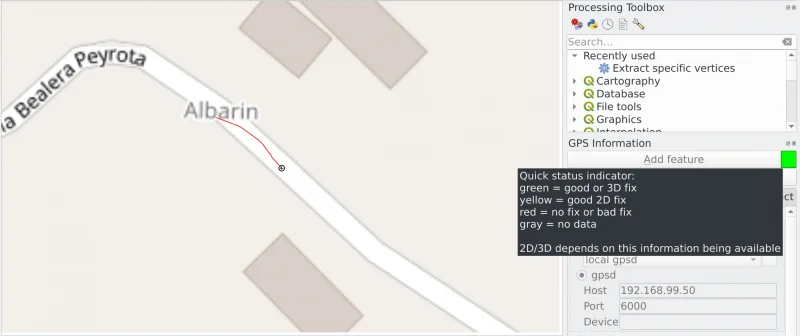 ia Bealera Peyrota
Albarin
Processing Toolbox
Search...
Recently used
Extract specific vertices
Cartography
Database
File tools
Graphics
Interpolation
GPS Information
Add feature
Quick status indicator:
green = good or 3D fix
yellow = good 2D fix
red = no fix or bad fix
gray = no data
2D/3D depends on this information being available
ct
local gpsd
gpsd
Host 192.168.99.50
Port 6000
Device